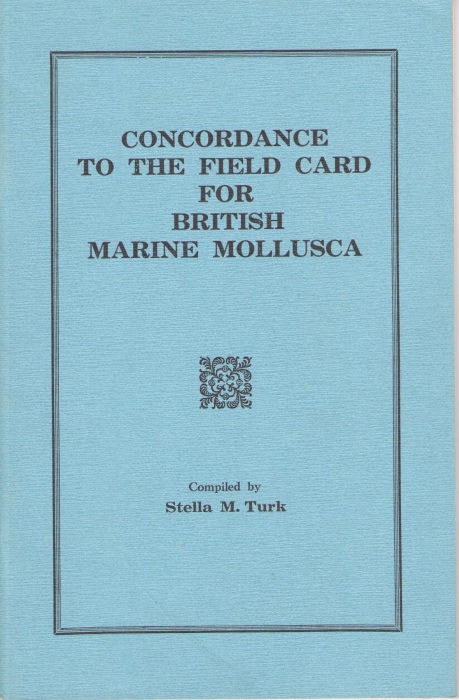 CONCORDANCE
TO THE FIELD CARD
FOR
BRITISH
MARINE MOLLUSCA
Compiled by
Stella M. Turk